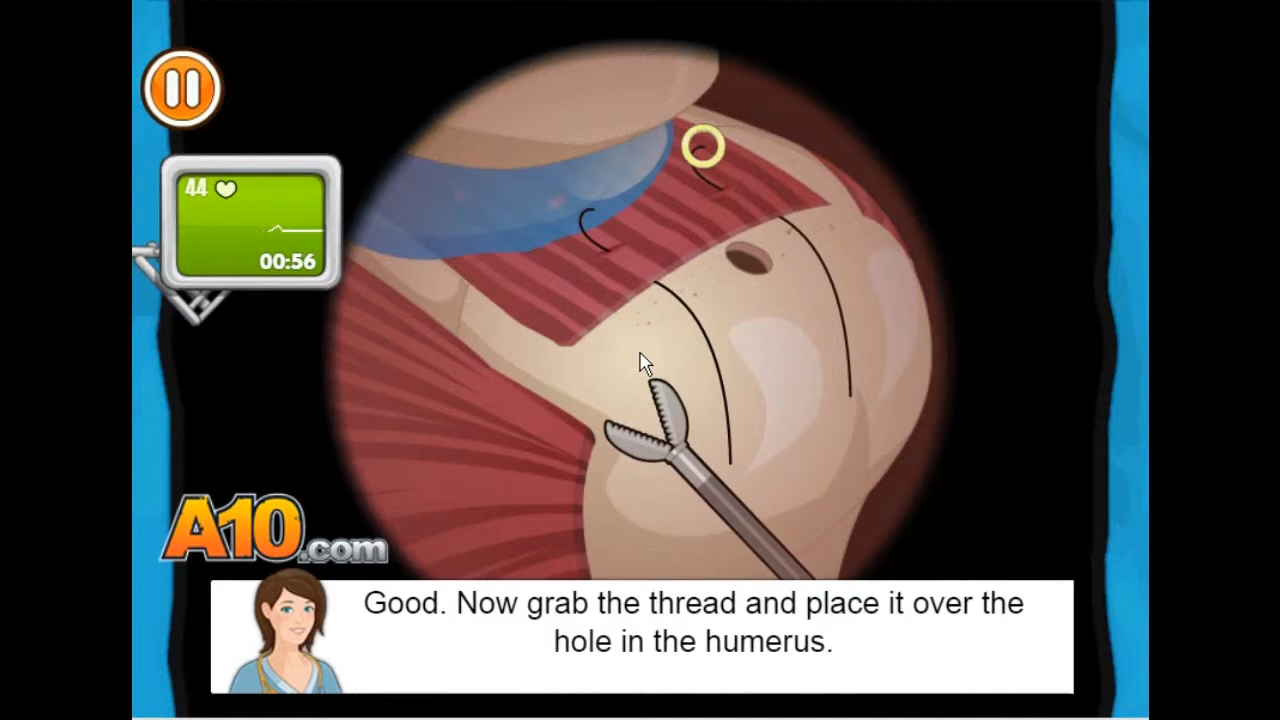 44
00:56
A10.com
Good. Now grab the thread and place it over the
hole in the humerus.